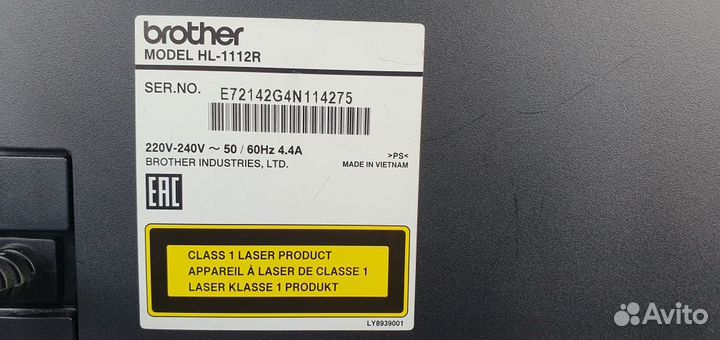 brother
MODEL HL-1112R
SER.NO. E72142G4N114275
220V-240V ~ 50 / 60Hz 4.4A
BROTHER INDUSTRIES, LTD.
>PS<
MADE IN VIETNAM
EAC
CLASS 1 LASER PRODUCT
APPAREIL À LASER DE CLASSE 1
LASER KLASSE 1 PRODUKT
LY8939001
Avito